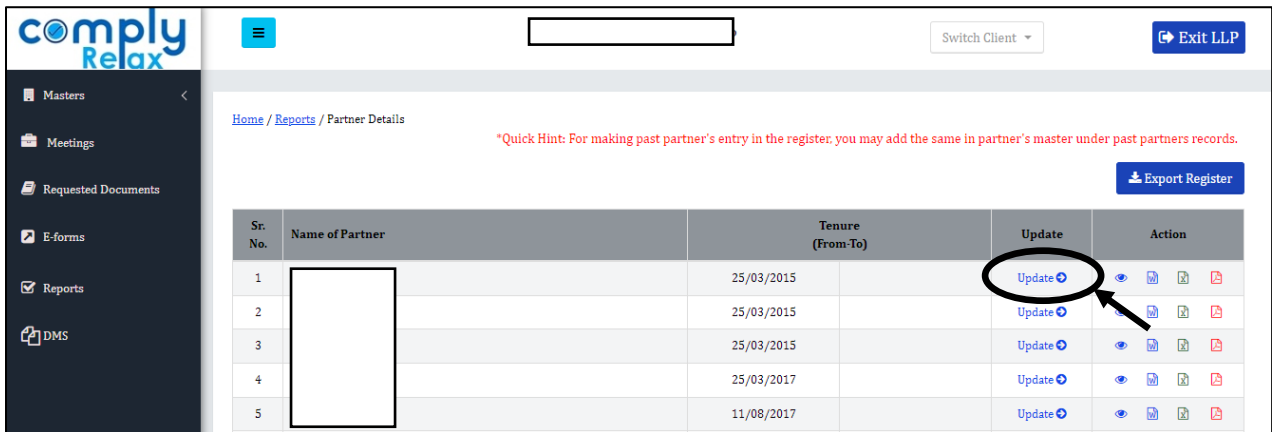 comply
Relax
Switch Client
Exit LLP
Masters
Meetings
Requested Documents
E-forms
Reports
DMS
Home / Reports / Partner Details
*Quick Hint: For making past partner's entry in the register, you may add the same in partner's master under past partners records.
Export Register
Sr. No. Name of Partner Tenure (From-To) Update Action
1 25/03/2015 Update
2 25/03/2015 Update
3 25/03/2015 Update
4 25/03/2017 Update
5 11/08/2017 Update